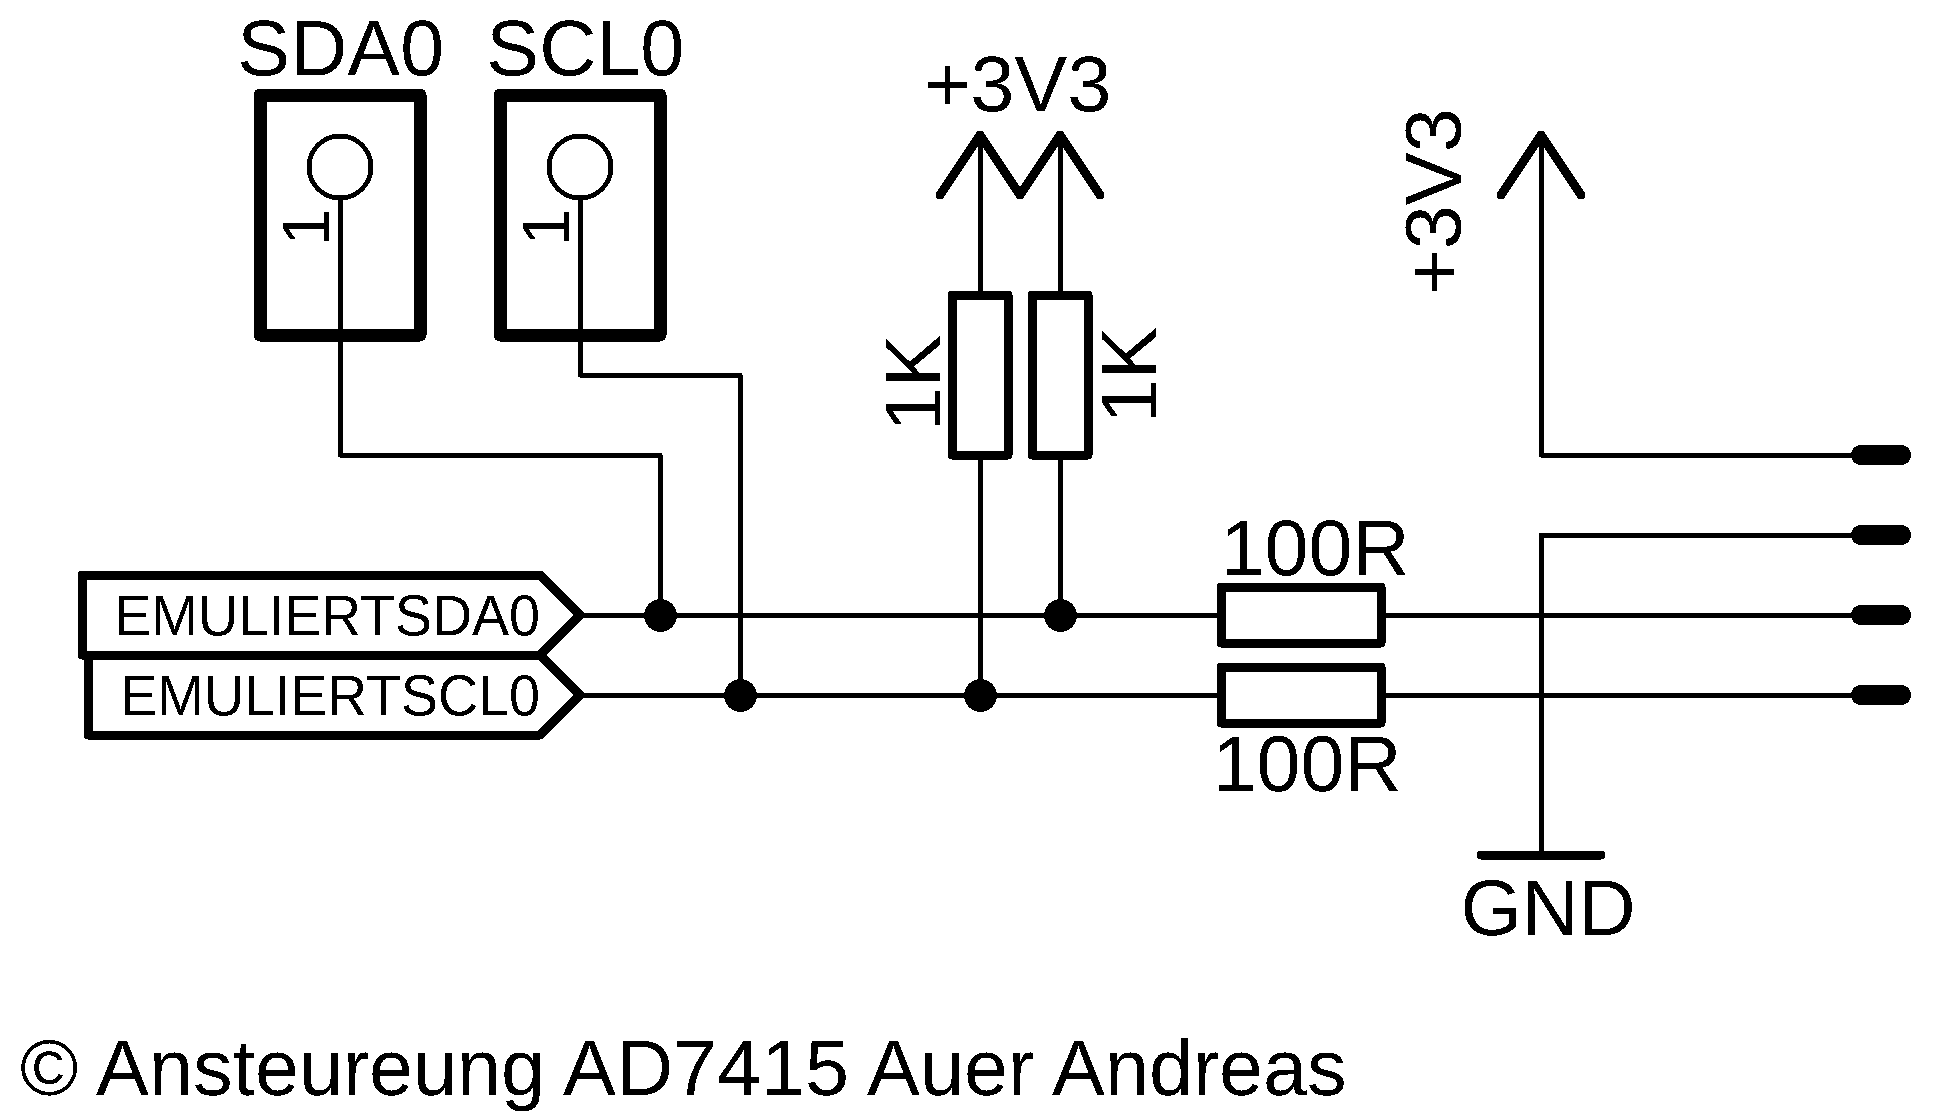 SDA0 SCL0
1 1
+3V3
+3V3
1K 1K
100R
EMULIERTSDA0
EMULIERTSCL0
100R
GND
© Ansteureung AD7415 Auer Andreas